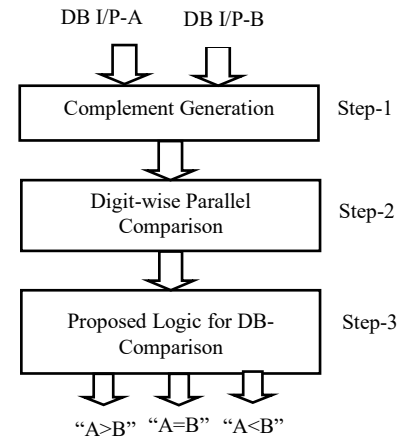 DB I/P-A DB I/P-B
Complement Generation Step-1
Digit-wise Parallel
Comparison
Step-2
Proposed Logic for DB-
Comparison
Step-3
“A>B” “A=B” “A<B”